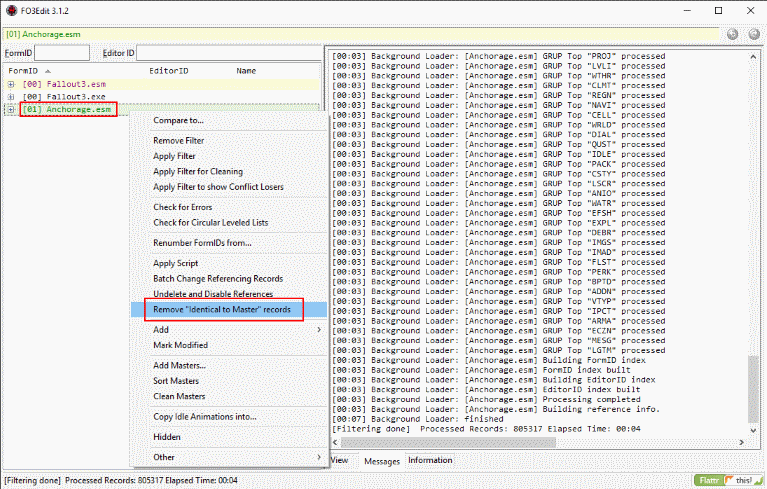 FO3Edit 3.1.2
[01] Anchorage.esm
FormID
Editor ID
FormID EditorID Name
[00] Fallout3.esm
[00] Fallout3.exe
[01] Anchorage.esm
Compare to...
Remove Filter
Apply Filter
Apply Filter for Cleaning
Apply Filter to show Conflict Losers
Check for Errors
Check for Circular Leveled Lists
Renumber FormIDs from...
Apply Script
Batch Change Referencing Records
Undelete and Disable References
Remove "Identical to Master" records
Add
Mark Modified
Add Masters...
Sort Masters
Clean Masters
Copy Idle Animations into...
Hidden
Other
[00:03] Background Loader: [Anchorage.esm] GRUP Top "PROJ" processed
[00:03] Background Loader: [Anchorage.esm] GRUP Top "LVLI" processed
[00:03] Background Loader: [Anchorage.esm] GRUP Top "WTHR" processed
[00:03] Background Loader: [Anchorage.esm] GRUP Top "CLMT" processed
[00:03] Background Loader: [Anchorage.esm] GRUP Top "REGN" processed
[00:03] Background Loader: [Anchorage.esm] GRUP Top "NAVI" processed
[00:03] Background Loader: [Anchorage.esm] GRUP Top "CELL" processed
[00:03] Background Loader: [Anchorage.esm] GRUP Top "WRLD" processed
[00:03] Background Loader: [Anchorage.esm] GRUP Top "DIAL" processed
[00:03] Background Loader: [Anchorage.esm] GRUP Top "QUST" processed
[00:03] Background Loader: [Anchorage.esm] GRUP Top "IDLE" processed
[00:03] Background Loader: [Anchorage.esm] GRUP Top "PACK" processed
[00:03] Background Loader: [Anchorage.esm] GRUP Top "CSTY" processed
[00:03] Background Loader: [Anchorage.esm] GRUP Top "LSCR" processed
[00:03] Background Loader: [Anchorage.esm] GRUP Top "ANIO" processed
[00:03] Background Loader: [Anchorage.esm] GRUP Top "WATR" processed
[00:03] Background Loader: [Anchorage.esm] GRUP Top "EFSH" processed
[00:03] Background Loader: [Anchorage.esm] GRUP Top "EXPL" processed
[00:03] Background Loader: [Anchorage.esm] GRUP Top "DEBR" processed
[00:03] Background Loader: [Anchorage.esm] GRUP Top "IMGS" processed
[00:03] Background Loader: [Anchorage.esm] GRUP Top "IMAD" processed
[00:03] Background Loader: [Anchorage.esm] GRUP Top "FLST" processed
[00:03] Background Loader: [Anchorage.esm] GRUP Top "PERK" processed
[00:03] Background Loader: [Anchorage.esm] GRUP Top "BPTD" processed
[00:03] Background Loader: [Anchorage.esm] GRUP Top "ADDN" processed
[00:03] Background Loader: [Anchorage.esm] GRUP Top "VTYP" processed
[00:03] Background Loader: [Anchorage.esm] GRUP Top "IPCT" processed
[00:03] Background Loader: [Anchorage.esm] GRUP Top "ARMA" processed
[00:03] Background Loader: [Anchorage.esm] GRUP Top "ECZN" processed
[00:03] Background Loader: [Anchorage.esm] GRUP Top "MESG" processed
[00:03] Background Loader: [Anchorage.esm] GRUP Top "LGTM" processed
[00:03] Background Loader: [Anchorage.esm] Building FormID index
[00:03] Background Loader: [Anchorage.esm] FormID index built
[00:03] Background Loader: [Anchorage.esm] Building EditorID index
[00:03] Background Loader: [Anchorage.esm] EditorID index built
[00:03] Background Loader: [Anchorage.esm] Processing completed
[00:03] Background Loader: [Anchorage.esm] Building reference info.
[00:07] Background Loader: finished
[Filtering done] Processed Records: 805317 Elapsed Time: 00:04
View Messages Information
[Filtering done] Processed Records: 805317 Elapsed Time: 00:04
Flattr this!